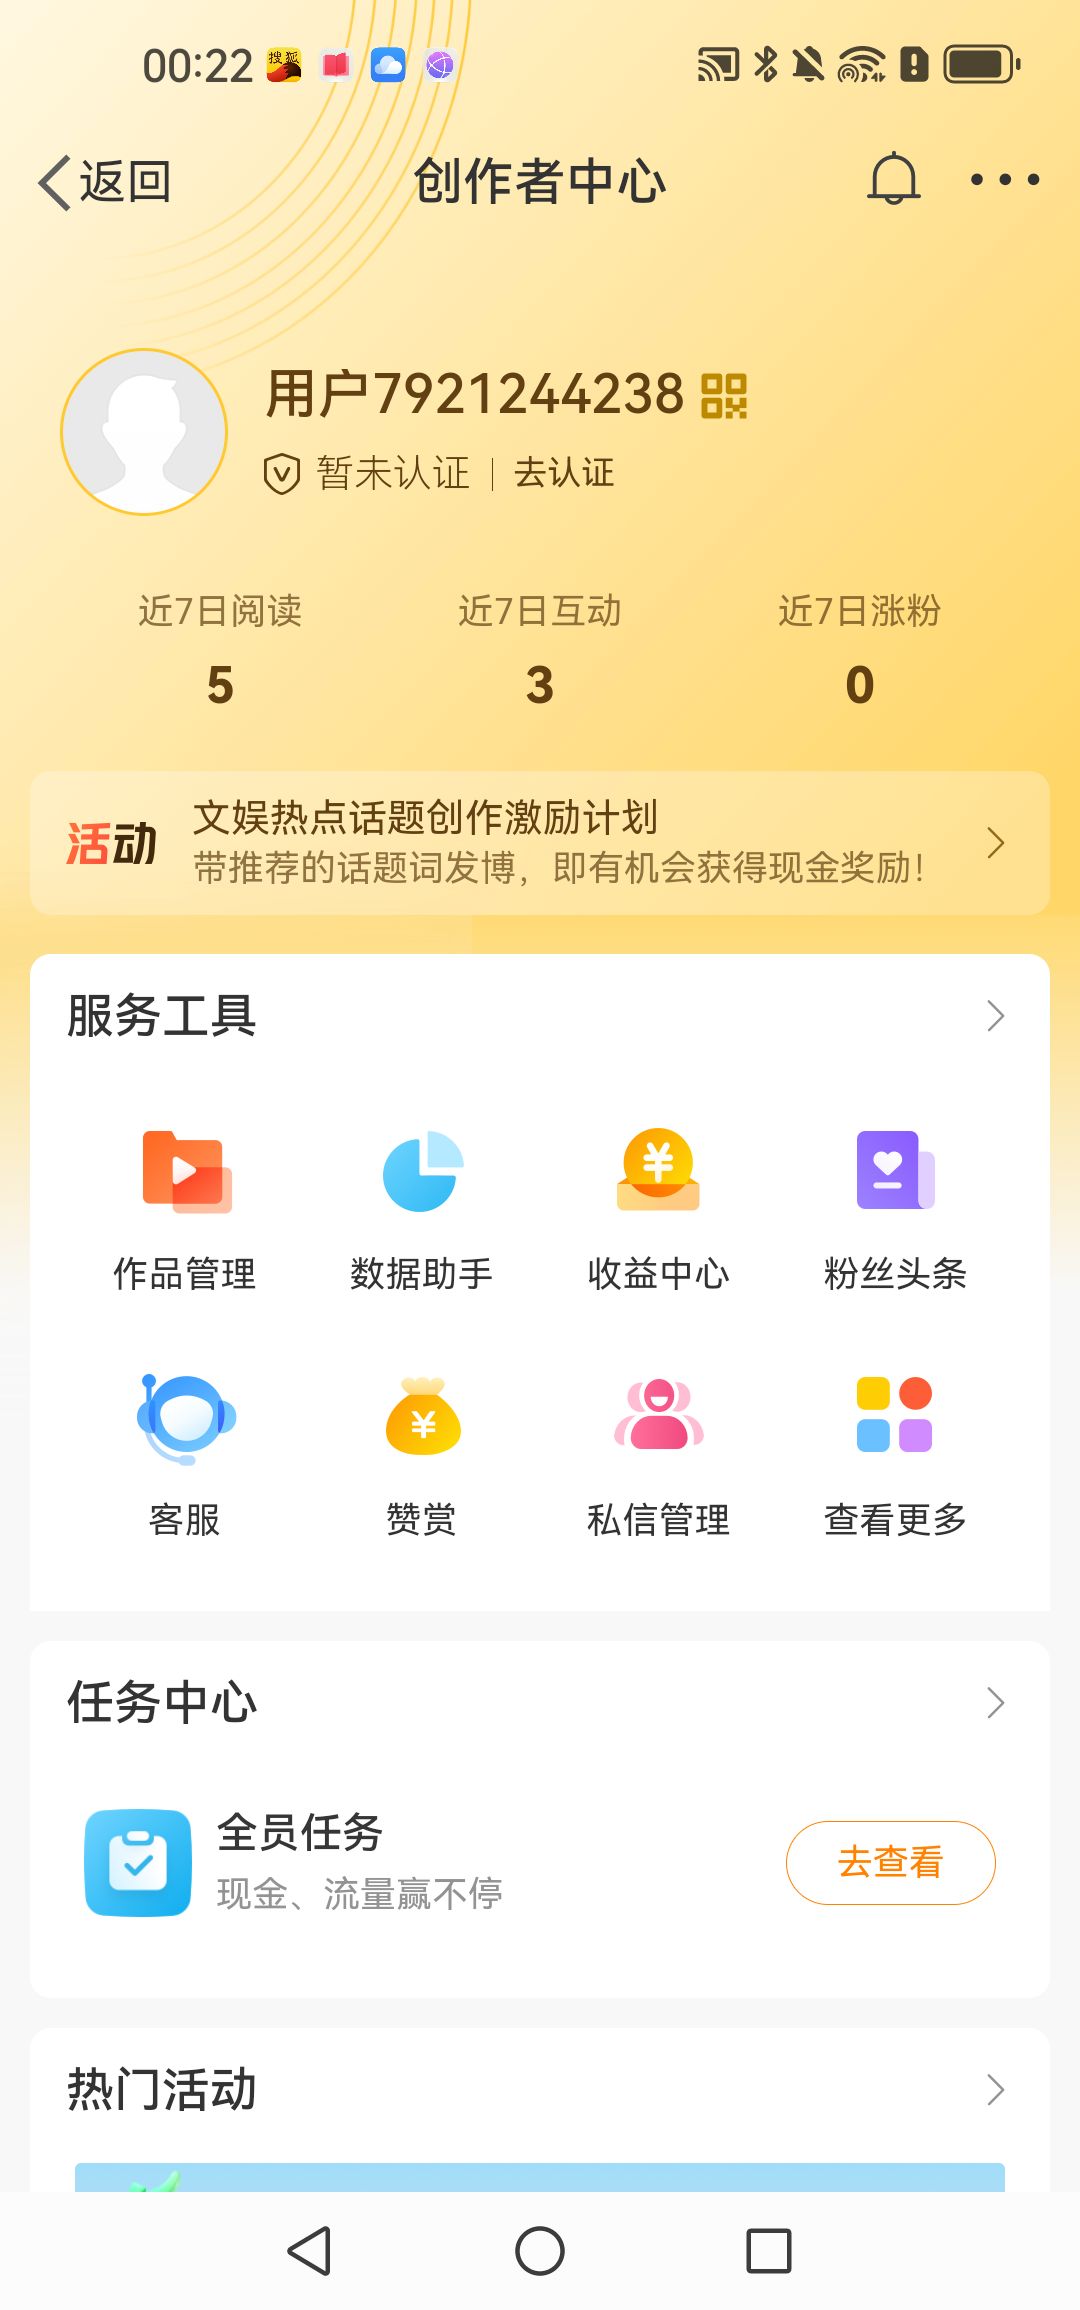 00:22
搜狐
返回
创作者中心
用户7921244238
暂未认证
去认证
近7日阅读
近7日互动
近7日涨粉
5
3
0
活动
文娱热点话题创作激励计划
带推荐的话题词发博，即有机会获得现金奖励！
服务工具
作品管理
数据助手
收益中心
粉丝头条
客服
赞赏
私信管理
查看更多
任务中心
全员任务
现金、流量赢不停
去查看
热门活动